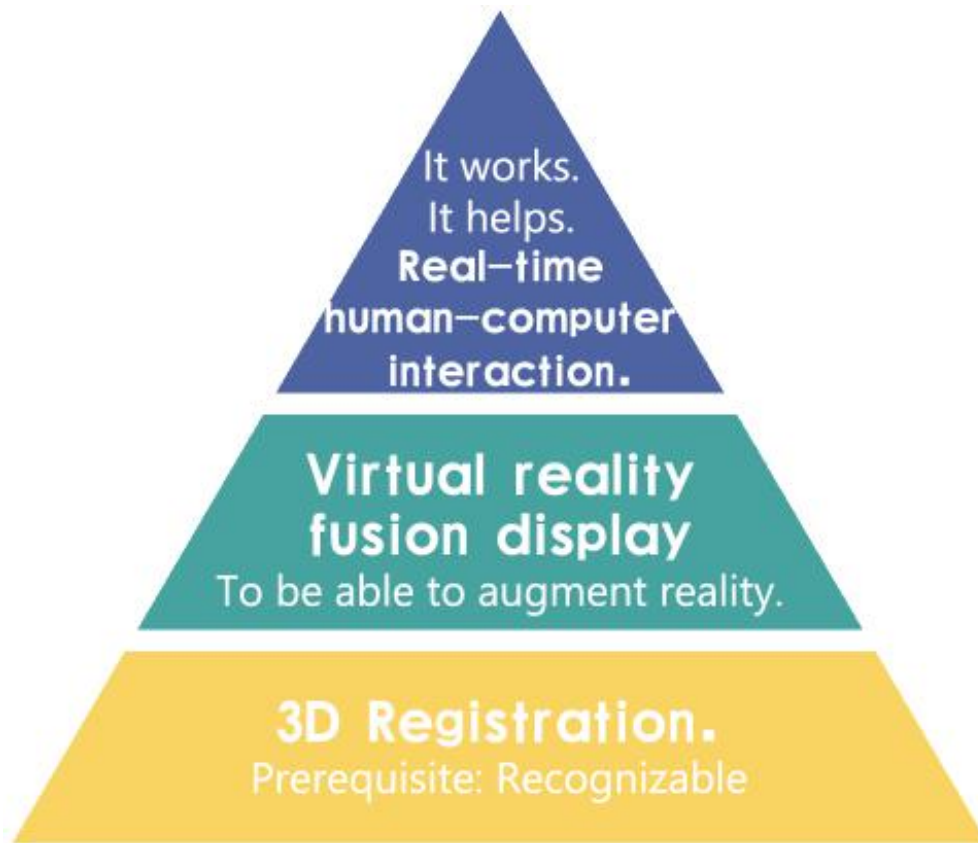 It works.
It helps.
Real-time
human-computer
interaction.
Virtual reality
fusion display
To be able to augment reality.
3D Registration.
Prerequisite: Recognizable